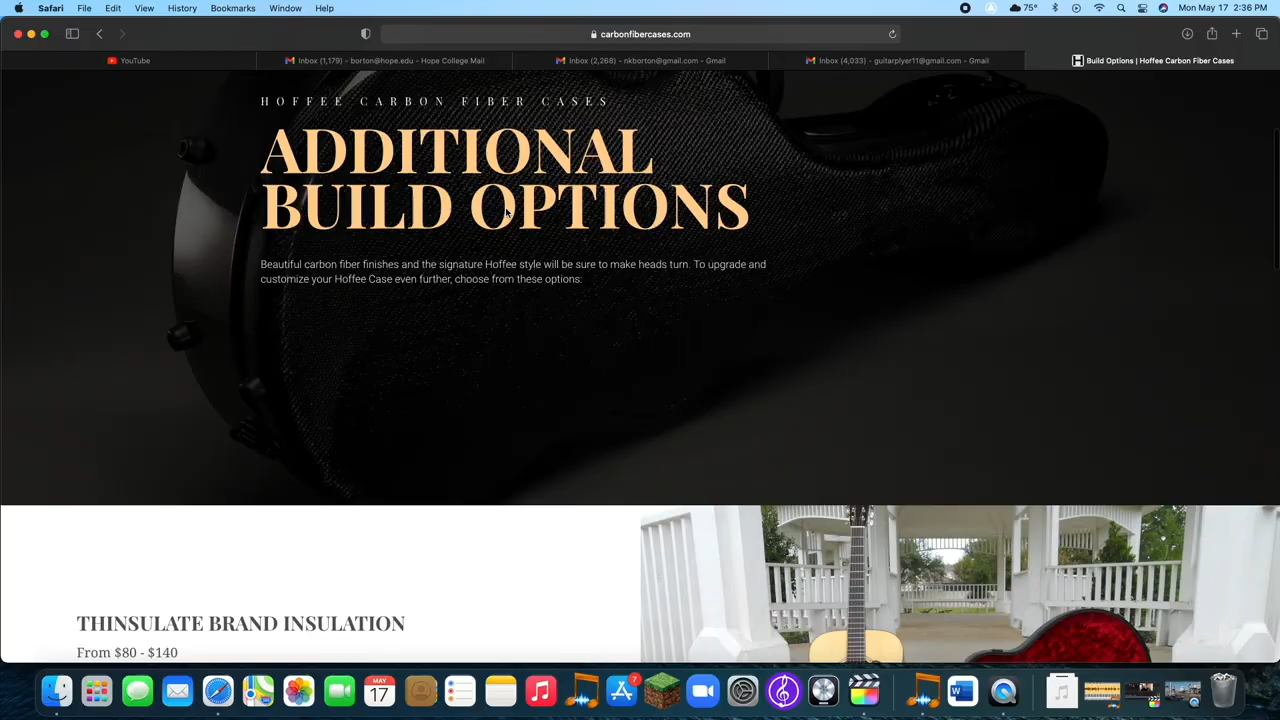 Safari File Edit View History Bookmarks Window Help 75° Mon May 17 2:36 PM
carbonfibercases.com
YouTube Inbox (1,179) - borton@hope.edu - Hope College Mail Inbox (2,268) - nkborton@gmail.com - Gmail Inbox (4,033) - guitarplyer11@gmail.com - Gmail Build Options | Hoffee Carbon Fiber Cases
HOFFEE CARBON FIBER CASES
ADDITIONAL
BUILD OPTIONS
Beautiful carbon fiber finishes and the signature Hoffee style will be sure to make heads turn. To upgrade and
customize your Hoffee Case even further, choose from these options:
THINSULATE BRAND INSULATION
From $80 - $140
7
MAY
17